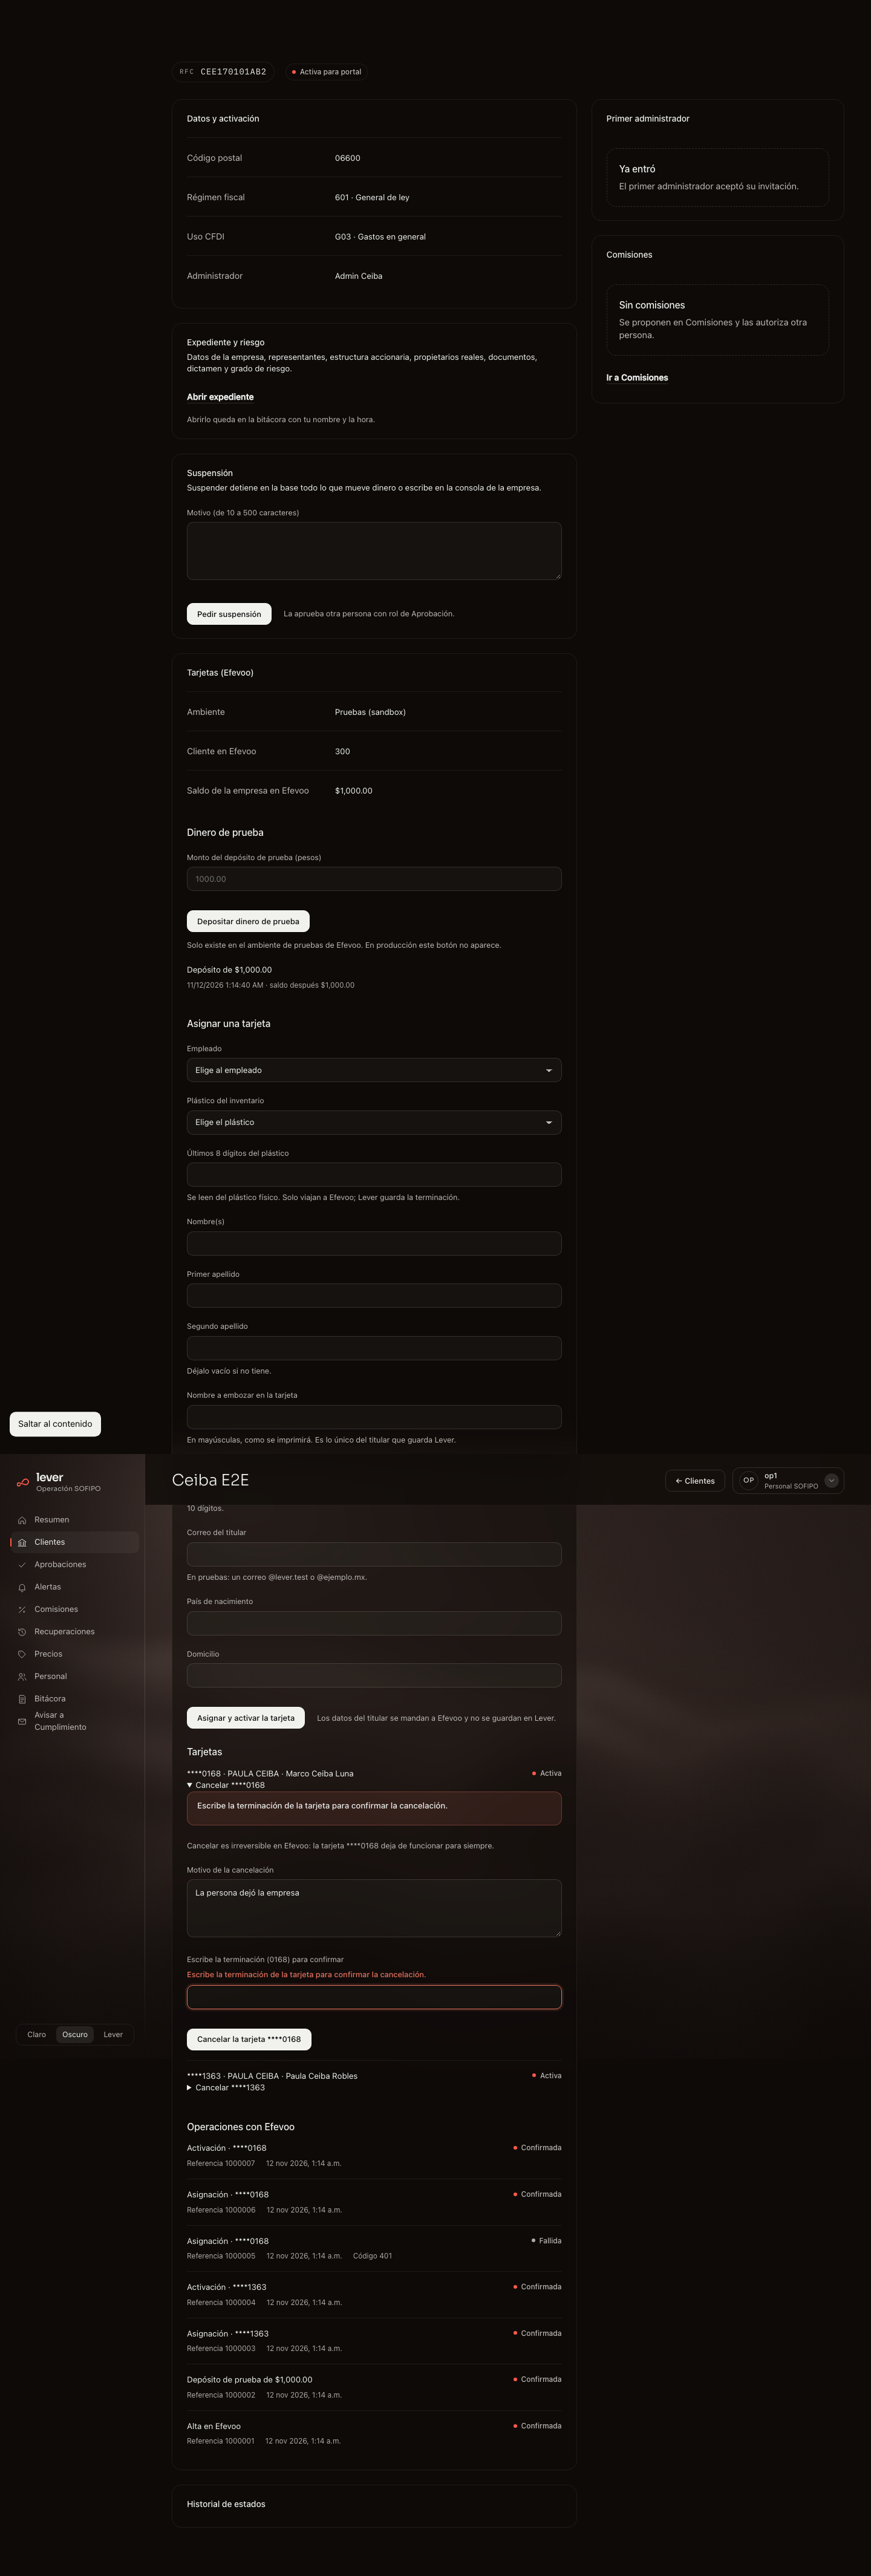 RFC CEE170101AB2
Activa para portal
Datos y activación
Código postal
06600
Régimen fiscal
601 · General de ley
Uso CFDI
G03 · Gastos en general
Administrador
Admin Ceiba
Primer administrador
Ya entró
El primer administrador aceptó su invitación.
Comisiones
Sin comisiones
Se proponen en Comisiones y las autoriza otra
persona.
Ir a Comisiones
Expediente y riesgo
Datos de la empresa, representantes, estructura accionaria, propietarios reales, documentos,
dictamen y grado de riesgo.
Abrir expediente
Abrirlo queda en la bitácora con tu nombre y la hora.
Suspensión
Suspender detiene en la base todo lo que mueve dinero o escribe en la consola de la empresa.
Motivo (de 10 a 500 caracteres)
Pedir suspensión
La aprueba otra persona con rol de Aprobación.
Tarjetas (Efevoo)
Ambiente
Pruebas (sandbox)
Cliente en Efevoo
300
Saldo de la empresa en Efevoo
$1,000.00
Dinero de prueba
Monto del depósito de prueba (pesos)
1000.00
Depositar dinero de prueba
Solo existe en el ambiente de pruebas de Efevoo. En producción este botón no aparece.
Depósito de $1,000.00
11/12/2026 1:14:40 AM · saldo después $1,000.00
Asignar una tarjeta
Empleado
Elige al empleado
Plástico del inventario
Elige el plástico
Últimos 8 dígitos del plástico
Se leen del plástico físico. Solo viajan a Efevoo; Lever guarda la terminación.
Nombre(s)
Primer apellido
Segundo apellido
Déjalo vacío si no tiene.
Nombre a embozar en la tarjeta
En mayúsculas, como se imprimirá. Es lo único del titular que guarda Lever.
Saltar al contenido
lever
Operación SOFIPO
Resumen
Clientes
Aprobaciones
Alertas
Comisiones
Recuperaciones
Precios
Personal
Bitácora
Avisar a
Cumplimiento
Claro
Oscuro
Lever
Ceiba E2E
← Clientes
OP
op1
Personal SOFIPO
10 dígitos.
Correo del titular
En pruebas: un correo @lever.test o @ejemplo.mx.
País de nacimiento
Domicilio
Asignar y activar la tarjeta
Los datos del titular se mandan a Efevoo y no se guardan en Lever.
Tarjetas
****0168 · PAULA CEIBA · Marco Ceiba Luna
Activa
▼ Cancelar ****0168
Escribe la terminación de la tarjeta para confirmar la cancelación.
Cancelar es irreversible en Efevoo: la tarjeta ****0168 deja de funcionar para siempre.
Motivo de la cancelación
La persona dejó la empresa
Escribe la terminación (0168) para confirmar
Escribe la terminación de la tarjeta para confirmar la cancelación.
Cancelar la tarjeta ****0168
****1363 · PAULA CEIBA · Paula Ceiba Robles
Activa
▶ Cancelar ****1363
Operaciones con Efevoo
Activación · ****0168
Confirmada
Referencia 1000007 12 nov 2026, 1:14 a.m.
Asignación · ****0168
Confirmada
Referencia 1000006 12 nov 2026, 1:14 a.m.
Asignación · ****0168
Fallida
Referencia 1000005 12 nov 2026, 1:14 a.m. Código 401
Activación · ****1363
Confirmada
Referencia 1000004 12 nov 2026, 1:14 a.m.
Asignación · ****1363
Confirmada
Referencia 1000003 12 nov 2026, 1:14 a.m.
Depósito de prueba de $1,000.00
Confirmada
Referencia 1000002 12 nov 2026, 1:14 a.m.
Alta en Efevoo
Confirmada
Referencia 1000001 12 nov 2026, 1:14 a.m.
Historial de estados